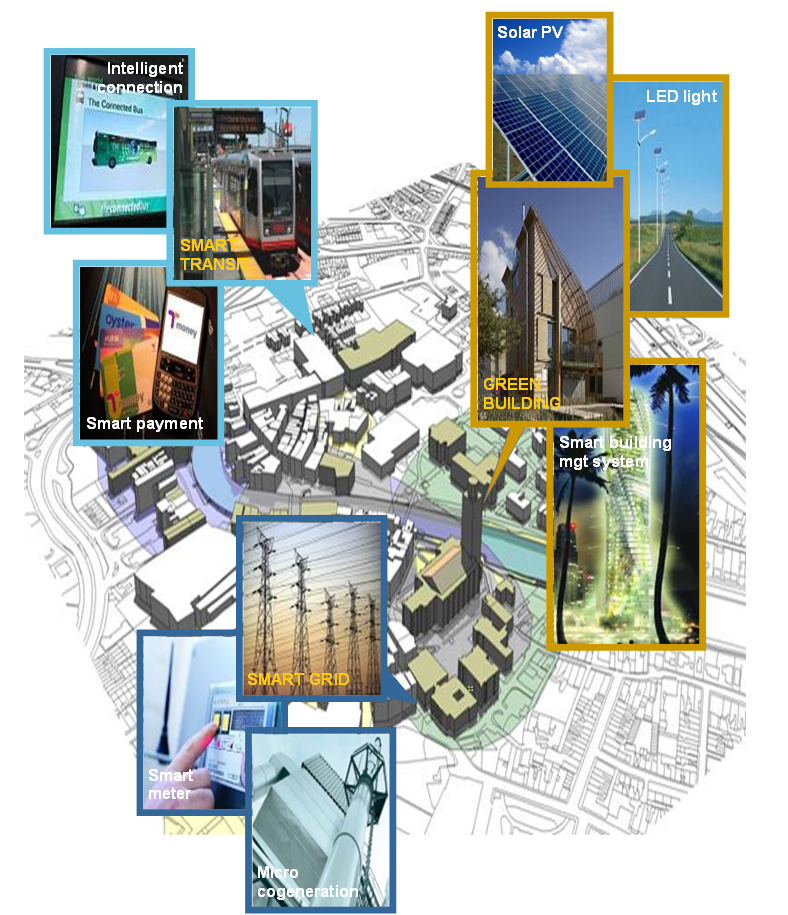 Intelligent
connection
The Connected Bus
theconnectedbus
SMART
TRANSIT
oyster
T
money
Smart payment
Solar PV
LED light
GREEN
BUILDING
Smart building
mgt system
SMART GRID
Smart
meter
Micro
cogeneration